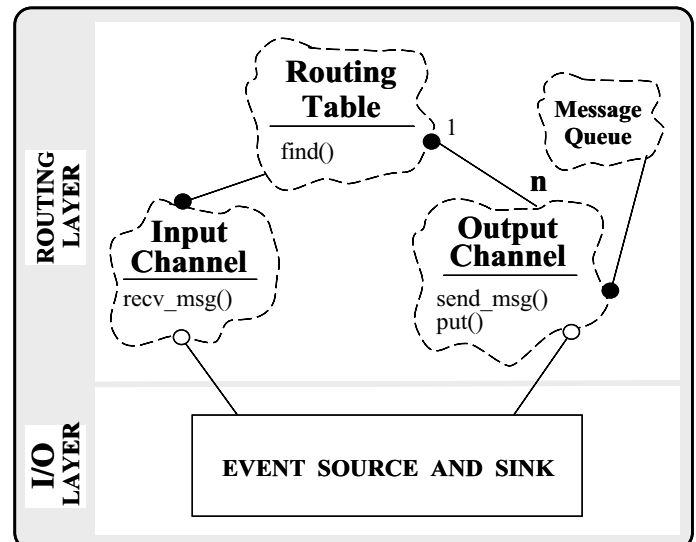 ROUTING
LAYER
Routing
Table
find()
1
n
Message
Queue
Input
Channel
recv_msg()
Output
Channel
send_msg()
put()
I/O
LAYER
EVENT SOURCE AND SINK